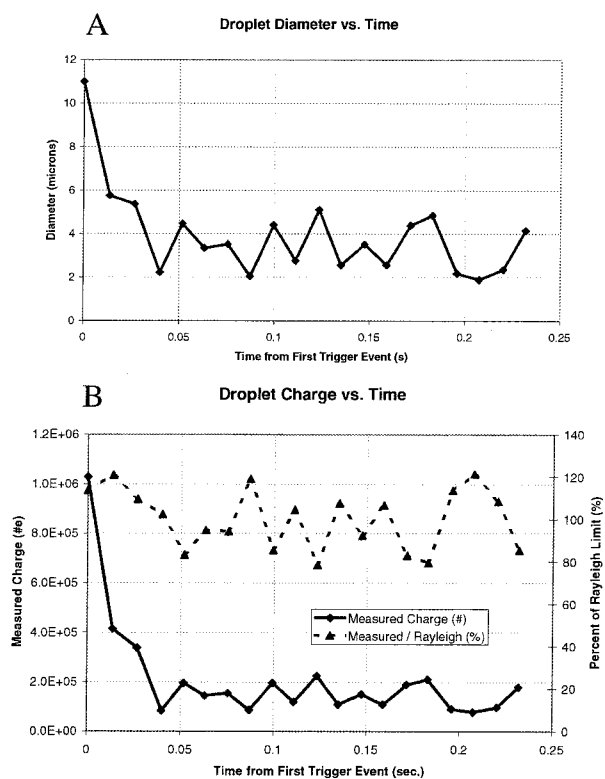 A
Droplet Diameter vs. Time
12
10
8
6
4
2
0
Diameter (microns)
0
0.05
0.1
0.15
0.2
0.25
Time from First Trigger Event (s)
B
Droplet Charge vs. Time
1.2E+06
1.0E+06
8.0E+05
6.0E+05
4.0E+05
2.0E+05
0.0E+00
Measured Charge (#e)
140
120
100
80
60
40
20
0
Percent of Rayleigh Limit (%)
Measured Charge (#)
Measured / Rayleigh (%)
0
0.05
0.1
0.15
0.2
0.25
Time from First Trigger Event (sec.)